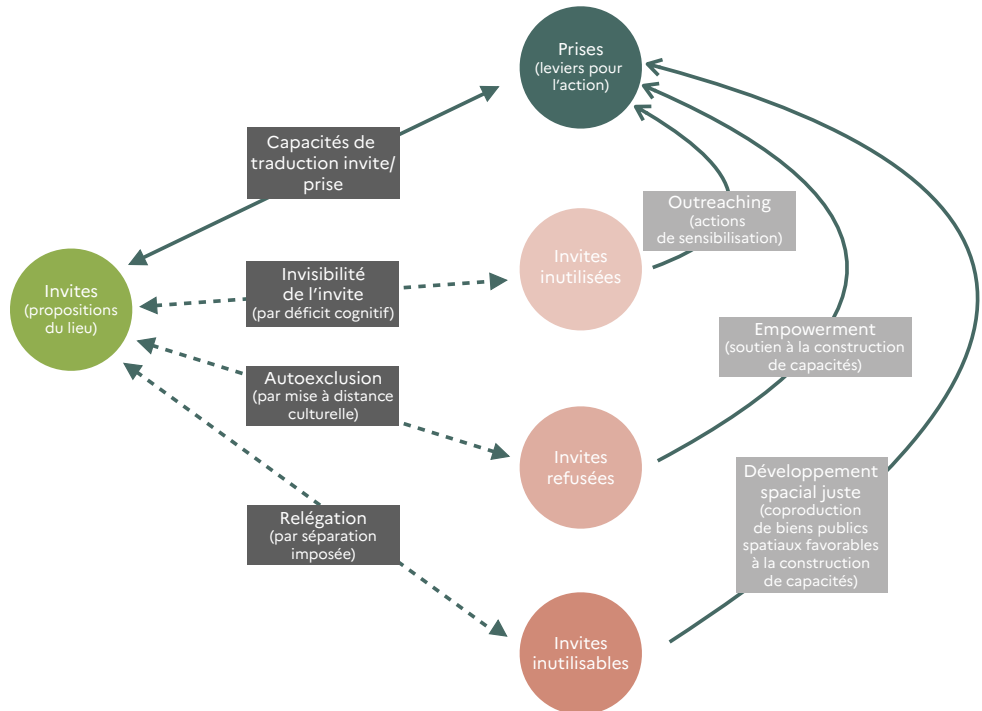 Prises
(leviers pour
l'action)
Capacités de
traduction invite/
prise
Outreaching
(actions
de sensibilisation)
Invites
inutilisées
Invisibilité
de l'invite
(par déficit cognitif)
Invites
(propositions
du lieu)
Empowerment
(soutien à la construction
de capacités)
Autoexclusion
(par mise à distance
culturelle)
Invites
refusées
Développement
spacial juste
(coproduction
de biens publics
spatiaux favorables
à la construction
de capacités)
Relégation
(par séparation
imposée)
Invites
inutilisables